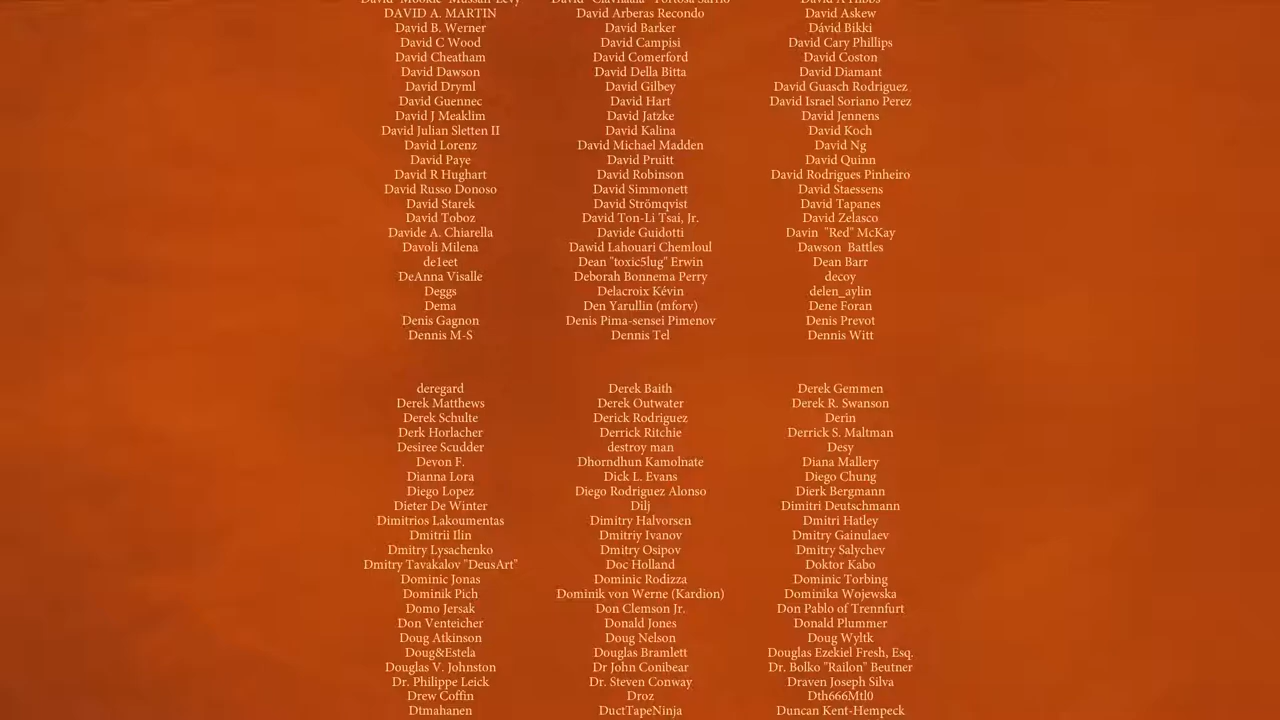 DAVID A. MARTIN David Arberas Recondo David Askew
David B. Werner David Barker Dávid Bikki
David C Wood David Campisi David Cary Phillips
David Cheatham David Comerford David Coston
David Dawson David Della Bitta David Diamant
David Dryml David Gilbey David Guasch Rodriguez
David Guennec David Hart David Israel Soriano Perez
David J Meaklim David Jatzke David Jennens
David Julian Sletten II David Kalina David Koch
David Lorenz David Michael Madden David Ng
David Paye David Pruitt David Quinn
David R Hughart David Robinson David Rodrigues Pinheiro
David Russo Donoso David Simmonett David Staessens
David Starek David Strömqvist David Tapanes
David Toboz David Ton-Li Tsai, Jr. David Zelasco
Davide A. Chiarella Davide Guidotti Davin "Red" McKay
Davoli Milena Dawid Lahouari Chemloul Dawson Battles
de1eet Dean "toxic5lug" Erwin Dean Barr
DeAnna Visalle Deborah Bonnema Perry decoy
Deggs Delacroix Kévin delen_aylin
Dema Den Yarullin (mforv) Dene Foran
Denis Gagnon Denis Pima-sensei Pimenov Denis Prevot
Dennis M-S Dennis Tel Dennis Witt
deregard Derek Baith Derek Gemmen
Derek Matthews Derek Outwater Derek R. Swanson
Derek Schulte Derick Rodriguez Derin
Derk Horlacher Derrick Ritchie Derrick S. Maltman
Desiree Scudder destroy man Desy
Devon F. Dhorndhun Kamolnate Diana Mallery
Dianna Lora Dick L. Evans Diego Chung
Diego Lopez Diego Rodriguez Alonso Dierk Bergmann
Dieter De Winter Dilj Dimitri Deutschmann
Dimitrios Lakoumentas Dimitry Halvorsen Dmitri Hatley
Dmitrii Ilin Dmitriy Ivanov Dmitry Gainulaev
Dmitry Lysachenko Dmitry Osipov Dmitry Salychev
Dmitry Tavakalov "DeusArt" Doc Holland Doktor Kabo
Dominic Jonas Dominic Rodizza Dominic Torbing
Dominik Pich Dominik von Werne (Kardion) Dominika Wojewska
Domo Jersak Don Clemson Jr. Don Pablo of Trennfurt
Don Venteicher Donald Jones Donald Plummer
Doug Atkinson Doug Nelson Doug Wyltk
Doug&Estela Douglas Bramlett Douglas Ezekiel Fresh, Esq.
Douglas V. Johnston Dr John Conibear Dr. Bolko "Railon" Beutner
Dr. Philippe Leick Dr. Steven Conway Draven Joseph Silva
Drew Coffin Droz Dth666Mtl0
Dtmahanen DuctTapeNinja Duncan Kent-Hempeck